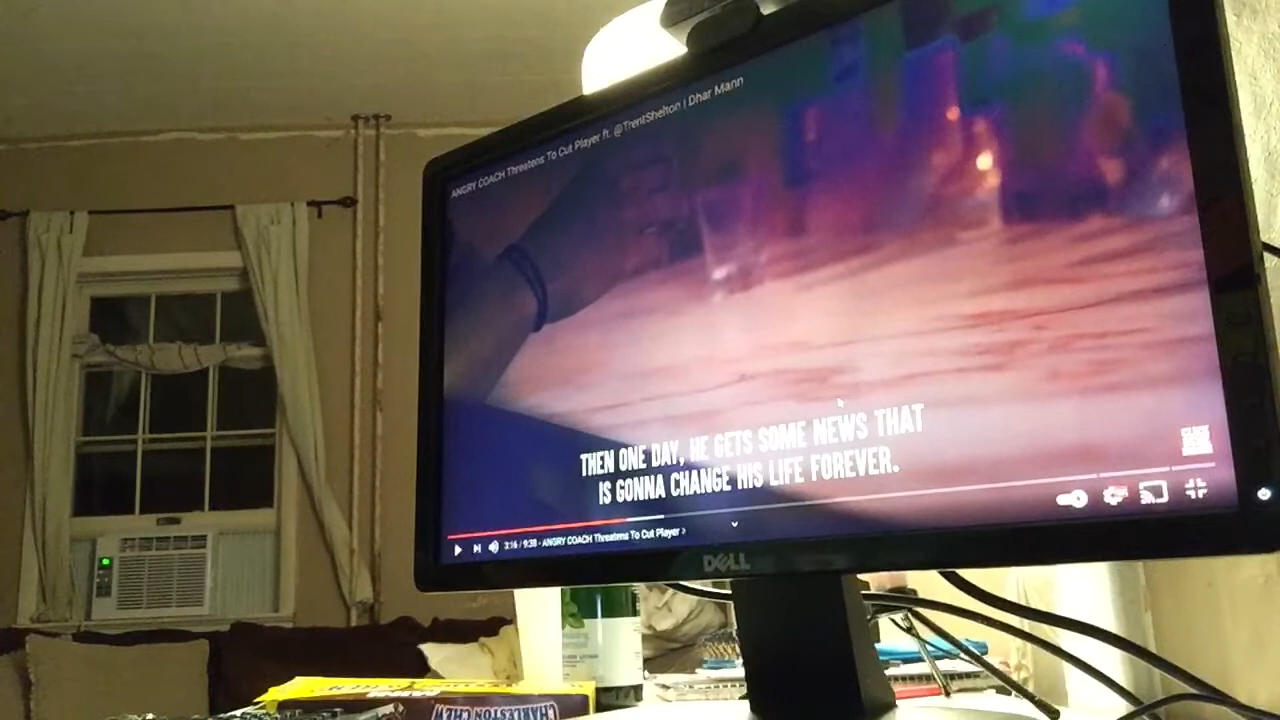 ANGRY COACH Threatens To Cut Player ft. @TrentShelton | Dhar Mann
THEN ONE DAY, HE GETS SOME NEWS THAT
IS GONNA CHANGE HIS LIFE FOREVER.
3:16 / 9:38 • ANGRY COACH Threatens To Cut Player >
DELL
CHARLESTON CHEW